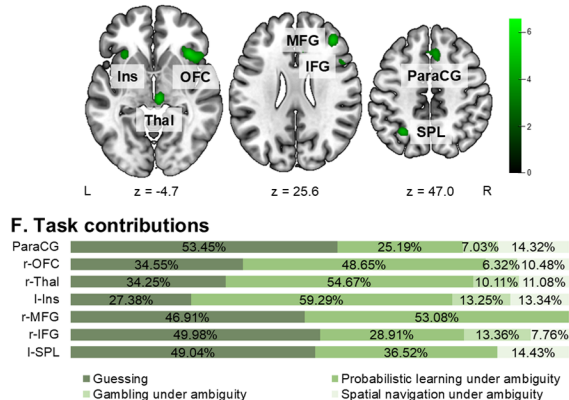 MFG
IFG
Ins
OFC
ParaCG
Thal
SPL
6
4
2
0
L
z = -4.7
z = 25.6
z = 47.0
R
F. Task contributions
ParaCG 53.45% 25.19% 7.03% 14.32%
r-OFC 34.55% 48.65% 6.32% 10.48%
r-Thal 34.25% 54.67% 10.11% 11.08%
l-Ins 27.38% 59.29% 13.25% 13.34%
r-MFG 46.91% 53.08%
r-IFG 49.98% 28.91% 13.36% 7.76%
l-SPL 49.04% 36.52% 14.43%
Guessing Probabilistic learning under ambiguity
Gambling under ambiguity Spatial navigation under ambiguity